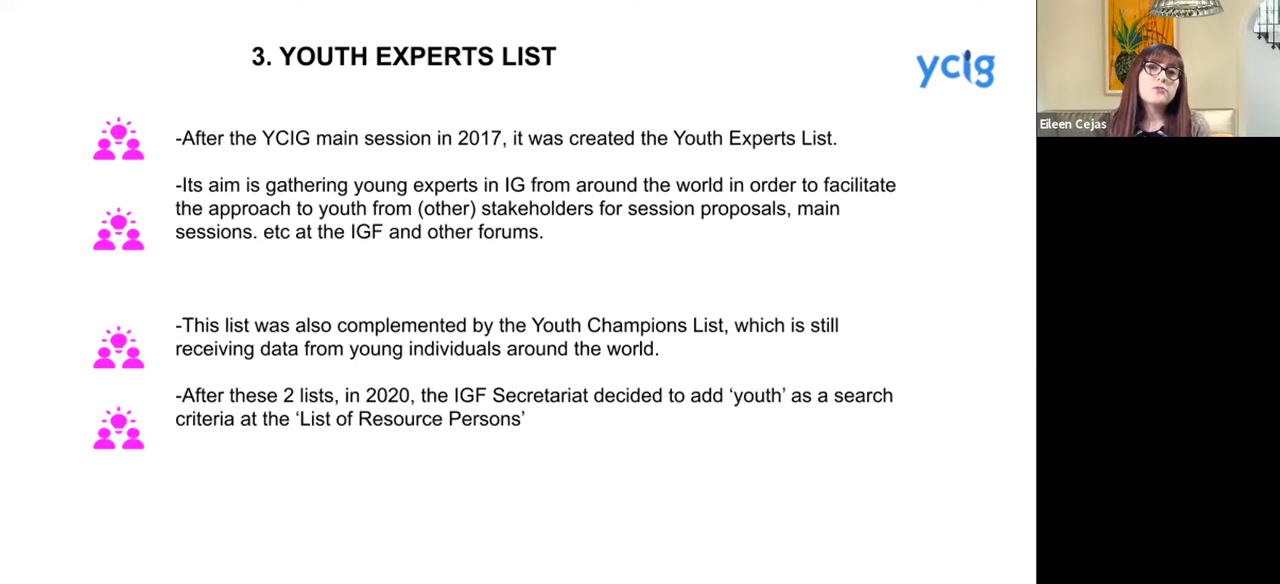 3. YOUTH EXPERTS LIST
ycig
Eileen Cejas
-After the YCIG main session in 2017, it was created the Youth Experts List.
-Its aim is gathering young experts in IG from around the world in order to facilitate
the approach to youth from (other) stakeholders for session proposals, main
sessions. etc at the IGF and other forums.
-This list was also complemented by the Youth Champions List, which is still
receiving data from young individuals around the world.
-After these 2 lists, in 2020, the IGF Secretariat decided to add ‘youth’ as a search
criteria at the ‘List of Resource Persons’